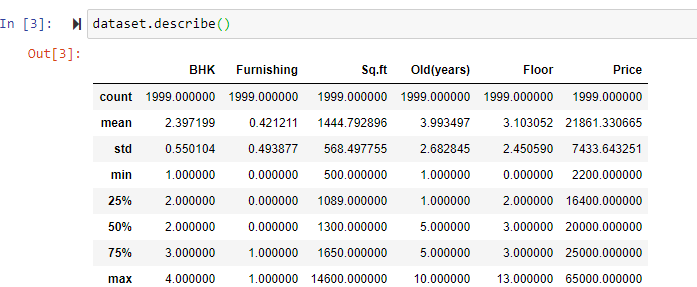 In [3]: dataset.describe()
Out[3]:
BHK Furnishing Sq.ft Old(years) Floor Price
count 1999.000000 1999.000000 1999.000000 1999.000000 1999.000000 1999.000000
mean 2.397199 0.421211 1444.792896 3.993497 3.103052 21861.330665
std 0.550104 0.493877 568.497755 2.682845 2.450590 7433.643251
min 1.000000 0.000000 500.000000 1.000000 0.000000 2200.000000
25% 2.000000 0.000000 1089.000000 1.000000 2.000000 16400.000000
50% 2.000000 0.000000 1300.000000 5.000000 3.000000 20000.000000
75% 3.000000 1.000000 1650.000000 5.000000 3.000000 25000.000000
max 4.000000 1.000000 14600.000000 10.000000 13.000000 65000.000000